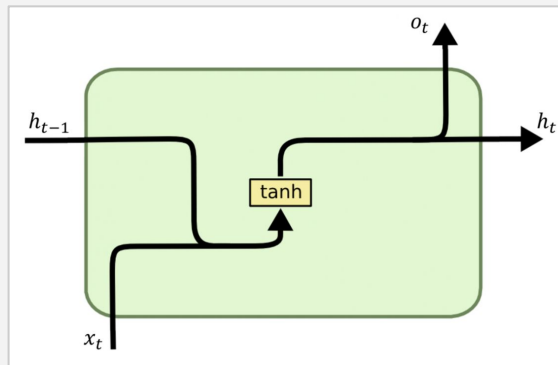 o_t
h_{t-1}
h_t
tanh
x_t